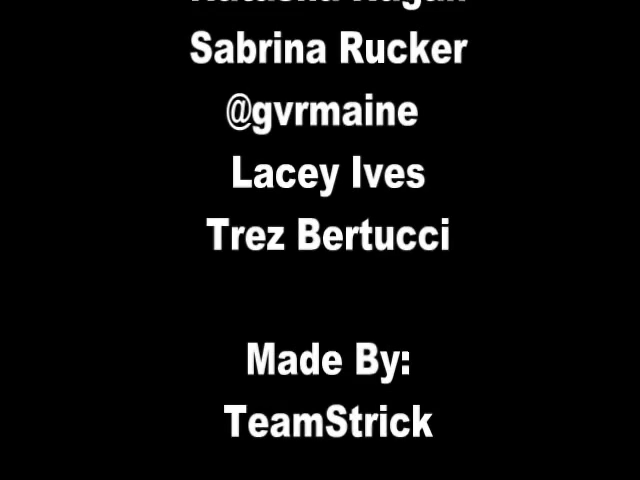 Sabrina Rucker
@gvrmaine
Lacey Ives
Trez Bertucci
Made By:
TeamStrick